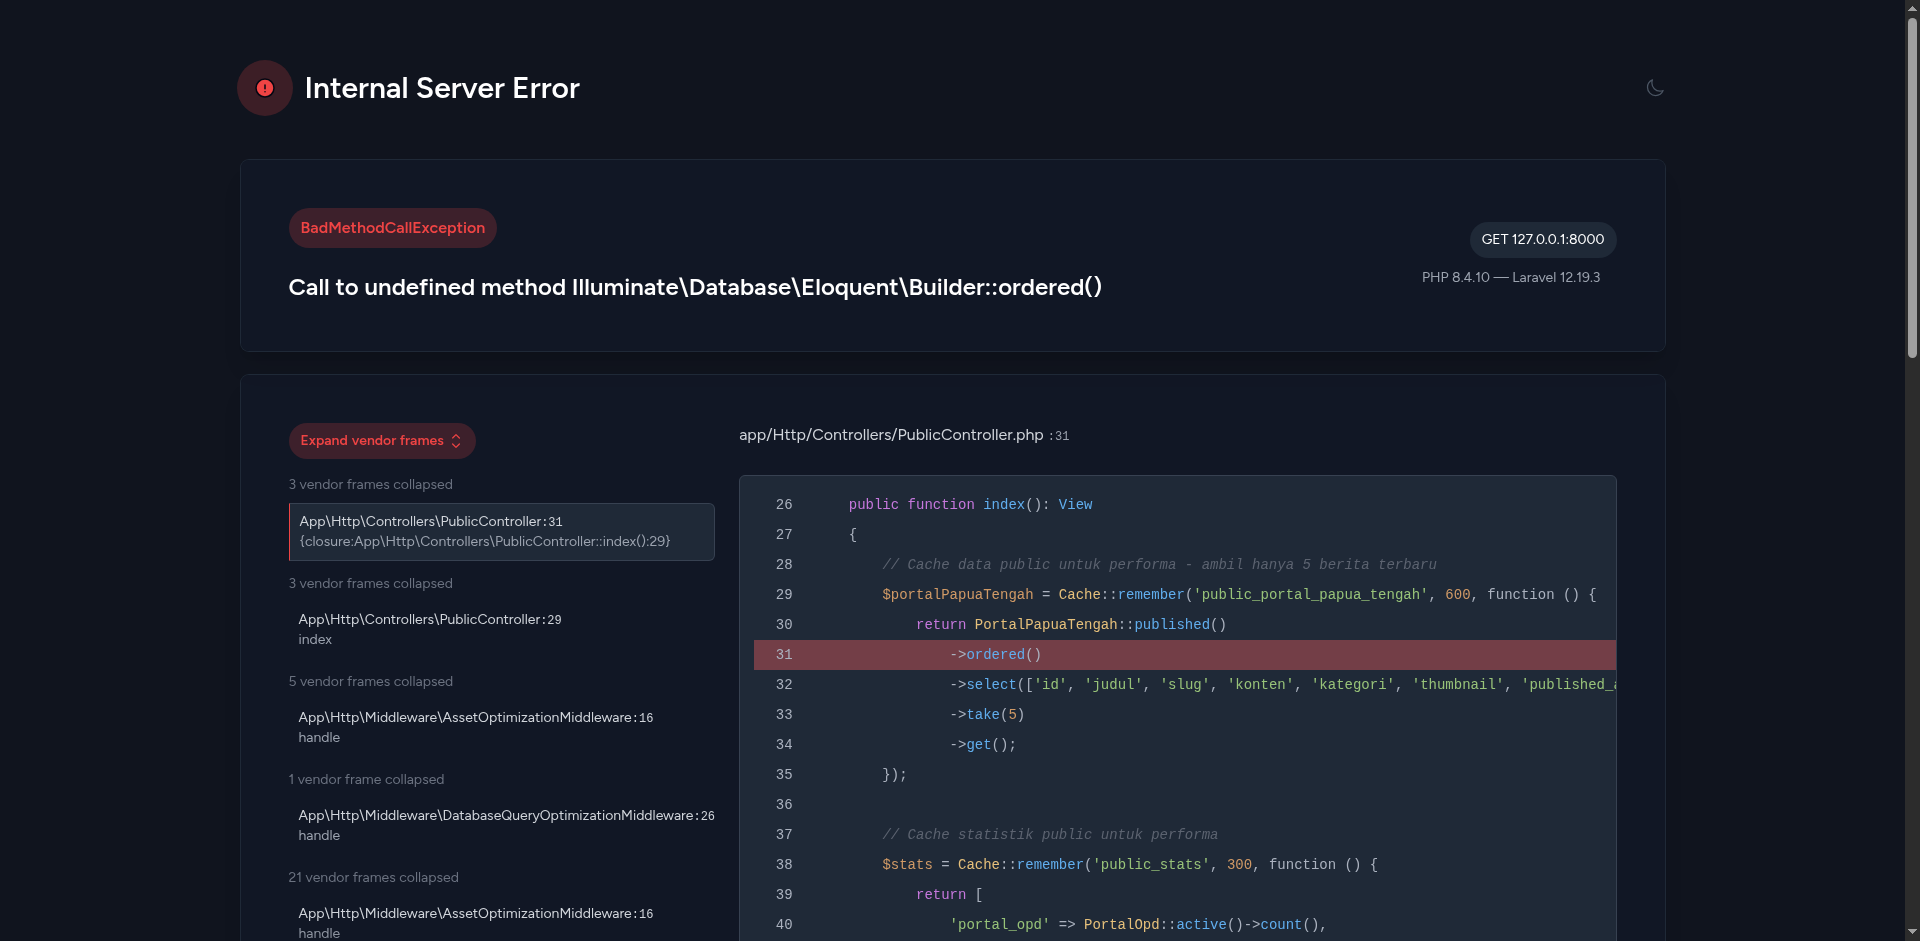 Internal Server Error
BadMethodCallException
GET 127.0.0.1:8000
Call to undefined method Illuminate\Database\Eloquent\Builder::ordered()
PHP 8.4.10 — Laravel 12.19.3
Expand vendor frames
3 vendor frames collapsed
App\Http\Controllers\PublicController:31
{closure:App\Http\Controllers\PublicController::index():29}
3 vendor frames collapsed
App\Http\Controllers\PublicController:29
index
5 vendor frames collapsed
App\Http\Middleware\AssetOptimizationMiddleware:16
handle
1 vendor frame collapsed
App\Http\Middleware\DatabaseQueryOptimizationMiddleware:26
handle
21 vendor frames collapsed
App\Http\Middleware\AssetOptimizationMiddleware:16
handle
app/Http/Controllers/PublicController.php :31
26 public function index(): View
27 {
28 // Cache data public untuk performa - ambil hanya 5 berita terbaru
29 $portalPapuaTengah = Cache::remember('public_portal_papua_tengah', 600, function () {
30 return PortalPapuaTengah::published()
31 ->ordered()
32 ->select(['id', 'judul', 'slug', 'konten', 'kategori', 'thumbnail', 'published_a
33 ->take(5)
34 ->get();
35 });
36
37 // Cache statistik public untuk performa
38 $stats = Cache::remember('public_stats', 300, function () {
39 return [
40 'portal_opd' => PortalOpd::active()->count(),